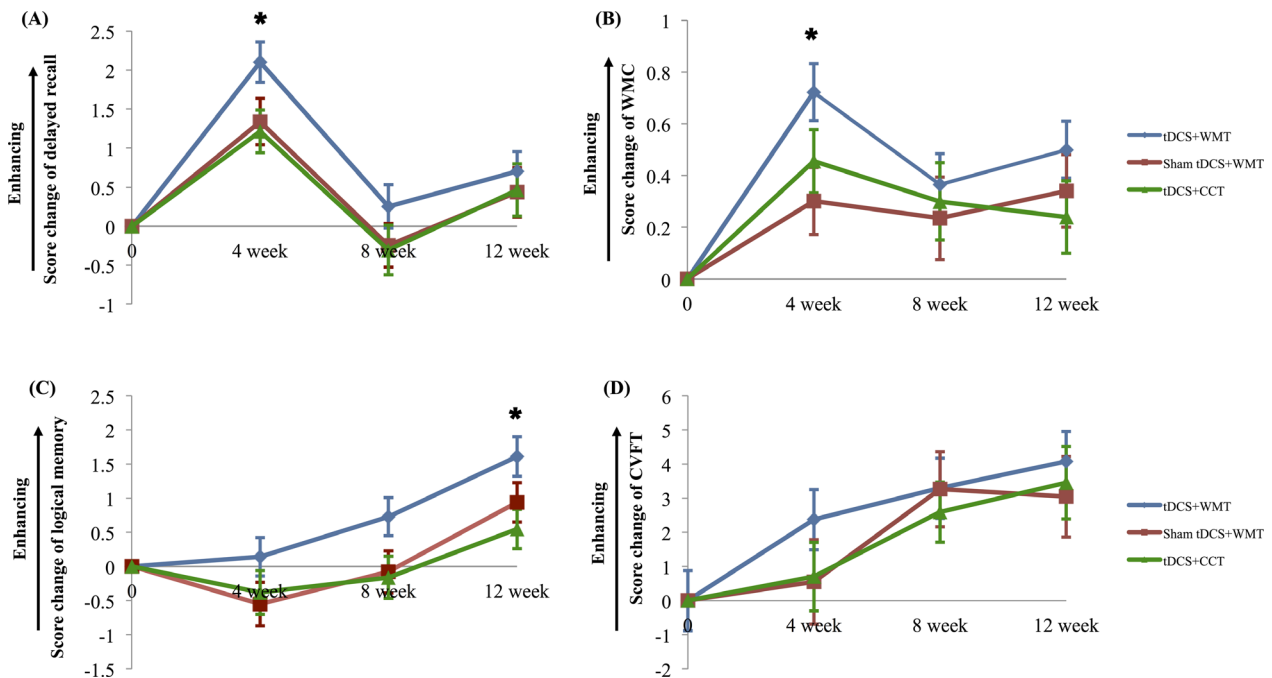 (A)
*
Enhancing
Score change of delayed recall
2.5
2
1.5
1
0.5
0
-0.5
-1
0
4 week
8 week
12 week
(B)
*
Enhancing
Score change of WMC
1
0.8
0.6
0.4
0.2
0
0
4 week
8 week
12 week
tDCS+WMT
Sham tDCS+WMT
tDCS+CCT
(C)
*
Enhancing
Score change of logical memory
2.5
2
1.5
1
0.5
0
-0.5
-1
-1.5
0
4 week
8 week
12 week
(D)
Enhancing
Score change of CVFT
6
5
4
3
2
1
0
-1
-2
0
4 week
8 week
12 week
tDCS+WMT
Sham tDCS+WMT
tDCS+CCT